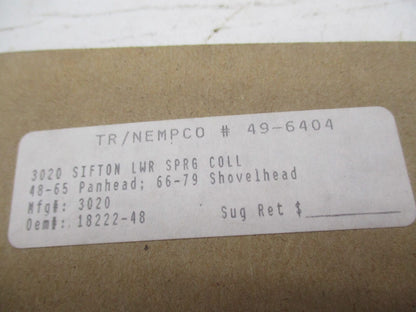 TR/NEMPCO # 49-6404
3020 SIFTON LWR SPRG COLL
48-65 Panhead; 66-79 Shovelhead
Mfg#: 3020
Oem#: 18222-48 Sug Ret $